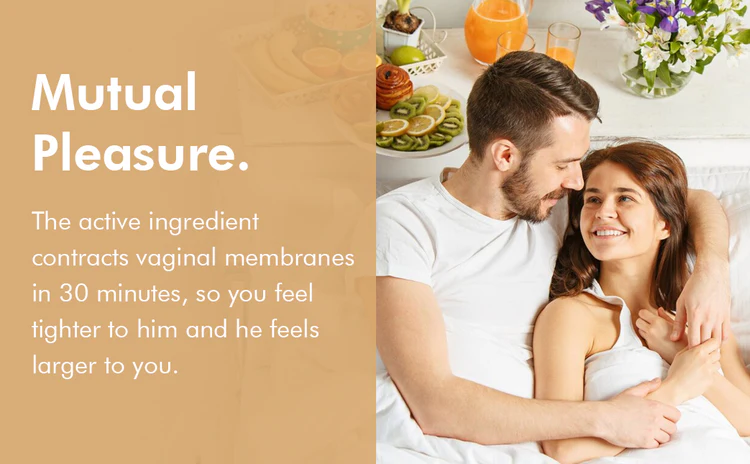 Mutual
Pleasure.
The active ingredient
contracts vaginal membranes
in 30 minutes, so you feel
tighter to him and he feels
larger to you.